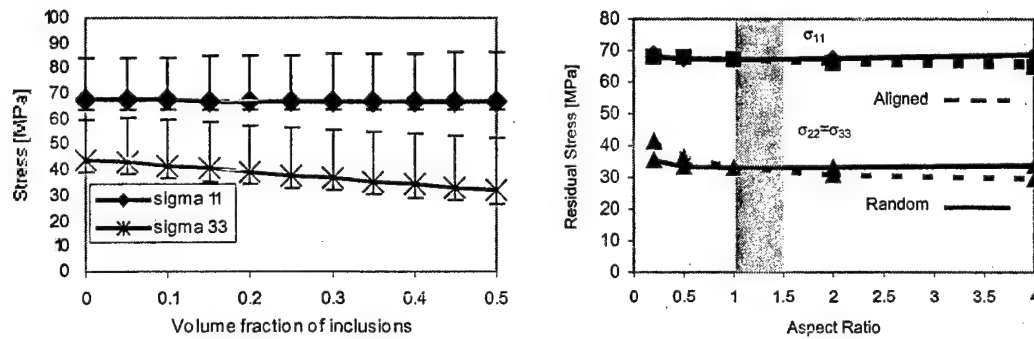 100
90
80
70
60
50
40
30
20
10
0
Stress [MPa]
sigma 11
sigma 33
0 0.1 0.2 0.3 0.4 0.5
Volume fraction of inclusions
80
70
60
50
40
30
20
10
0
Residual Stress [MPa]
σ11
Aligned
σ22=σ33
Random
0 0.5 1 1.5 2 2.5 3 3.5 4
Aspect Ratio